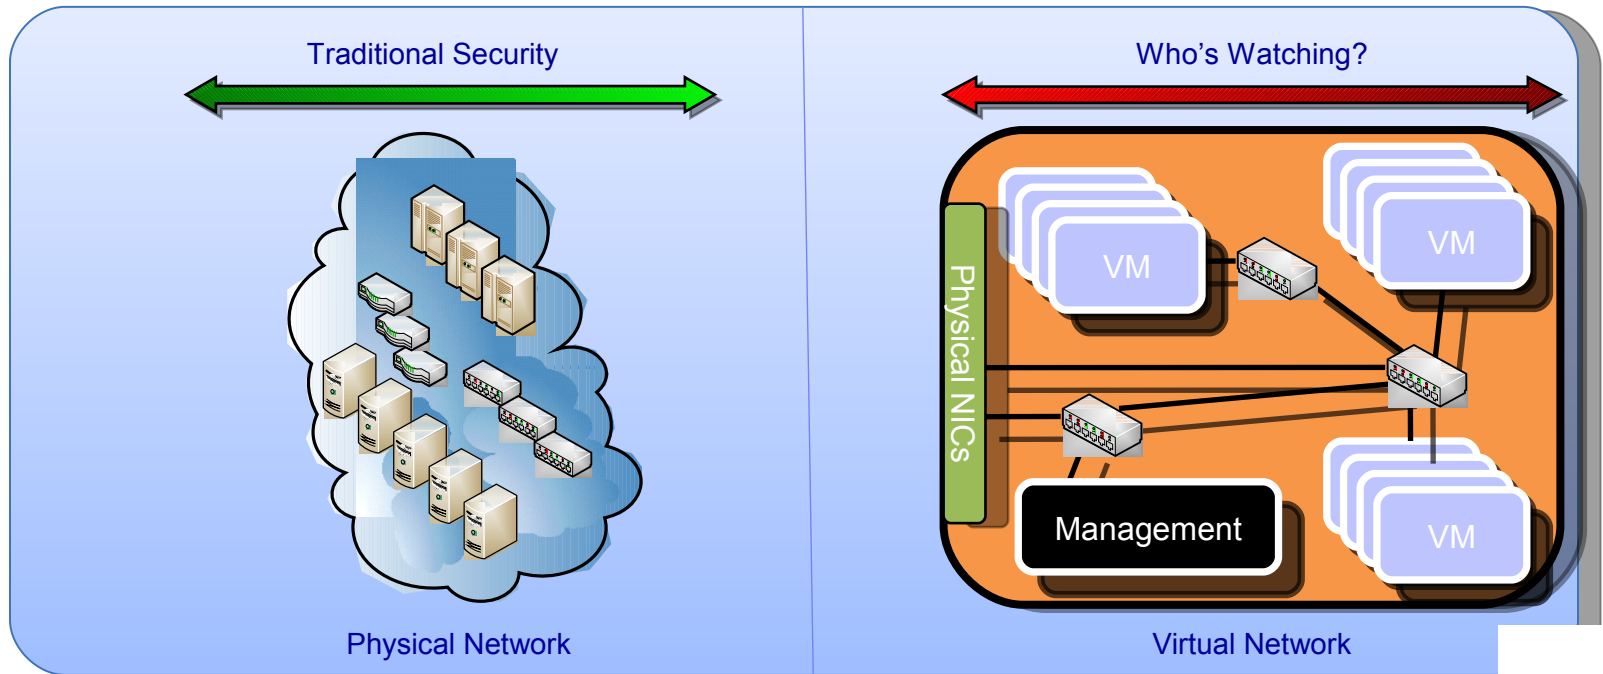 Traditional Security
Who's Watching?
Physical NICs
VM
VM
Management
VM
Physical Network
Virtual Network